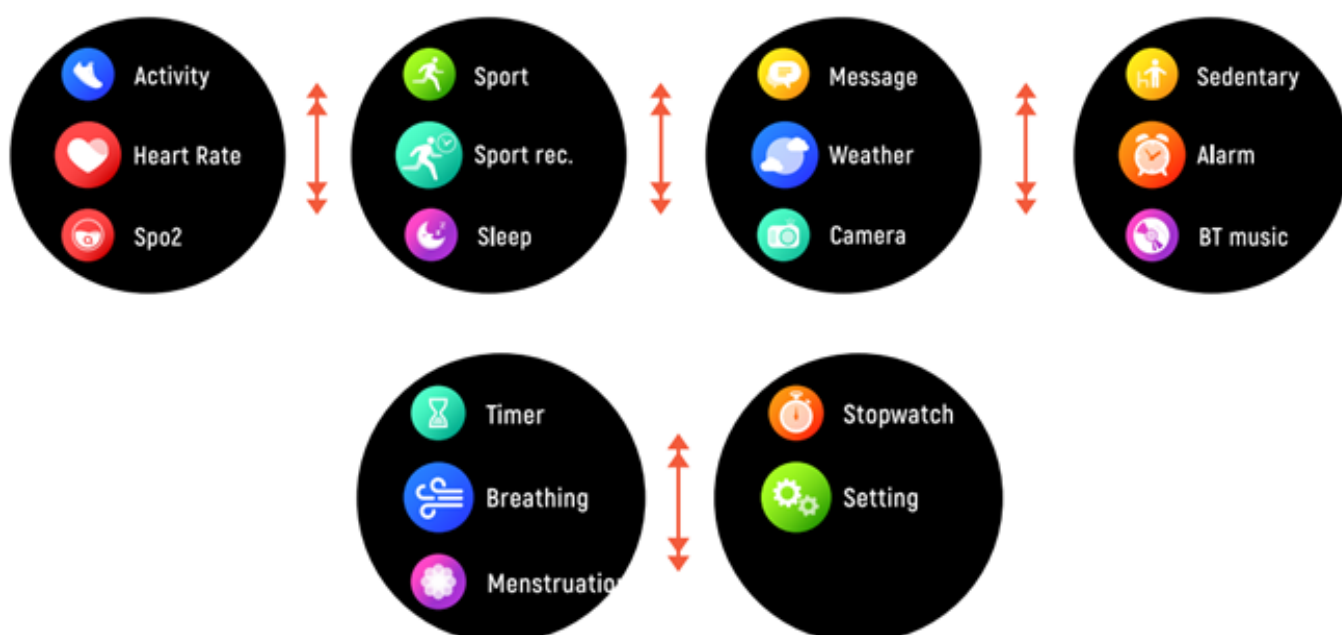 Activity
Heart Rate
Spo2
Sport
Sport rec.
Sleep
Message
Weather
Camera
Sedentary
Alarm
BT music
Timer
Breathing
Menstruation
Stopwatch
Setting